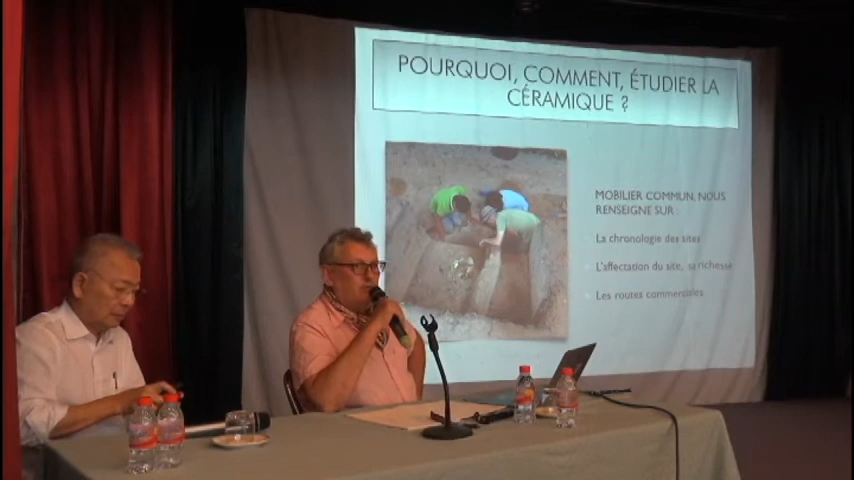 POURQUOI, COMMENT, ÉTUDIER LA
CÉRAMIQUE ?
MOBILIER COMMUN, NOUS
RENSEIGNE SUR :
La chronologie des sites
L'affectation du site, sa richesse
Les routes commerciales